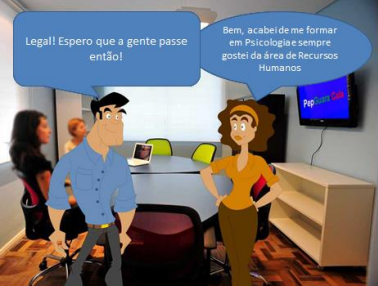 Legal! Espero que a gente passe
então!
Bem, acabei de me formar
em Psicologia e sempre
gostei da área de Recursos
Humanos